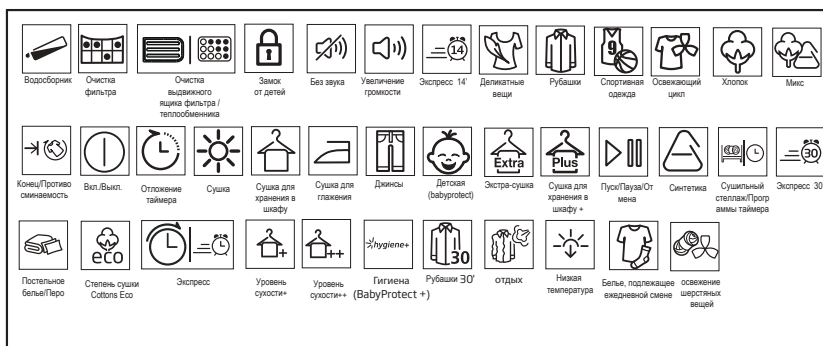 14'
9
Водосборник
Очистка
фильтра
Очистка
выдвижного
ящика фильтра /
теплообменника
Замок
от детей
Без звука
Увеличение
громкости
Экспресс 14'
Деликатные
вещи
Рубашки
Спортивная
одежда
Освежающий
цикл
Хлопок
Микс
Extra
Plus
30
Конец/Противо
сминаемость
Вкл./Выкл.
Отложение
таймера
Сушка
Сушка для
хранения в
шкафу
Сушка для
глажения
Джинсы
Детская
(babyprotect)
Экстра-сушка
Сушка для
хранения в
шкафу +
Пуск/Пауза/От
мена
Синтетика
Сушильный
стеллаж/Прогр
аммы таймера
Экспресс 30
eco
+
++
hygiene+
30
Постельное
белье/Перо
Степень сушки
Cottons Eco
Экспресс
Уровень
сухости+
Уровень
сухости++
Гигиена
(BabyProtect +)
Рубашки 30'
отдых
Низкая
температура
Белье, подлежащее
ежедневной смене
освежение
шерстяных
вещей